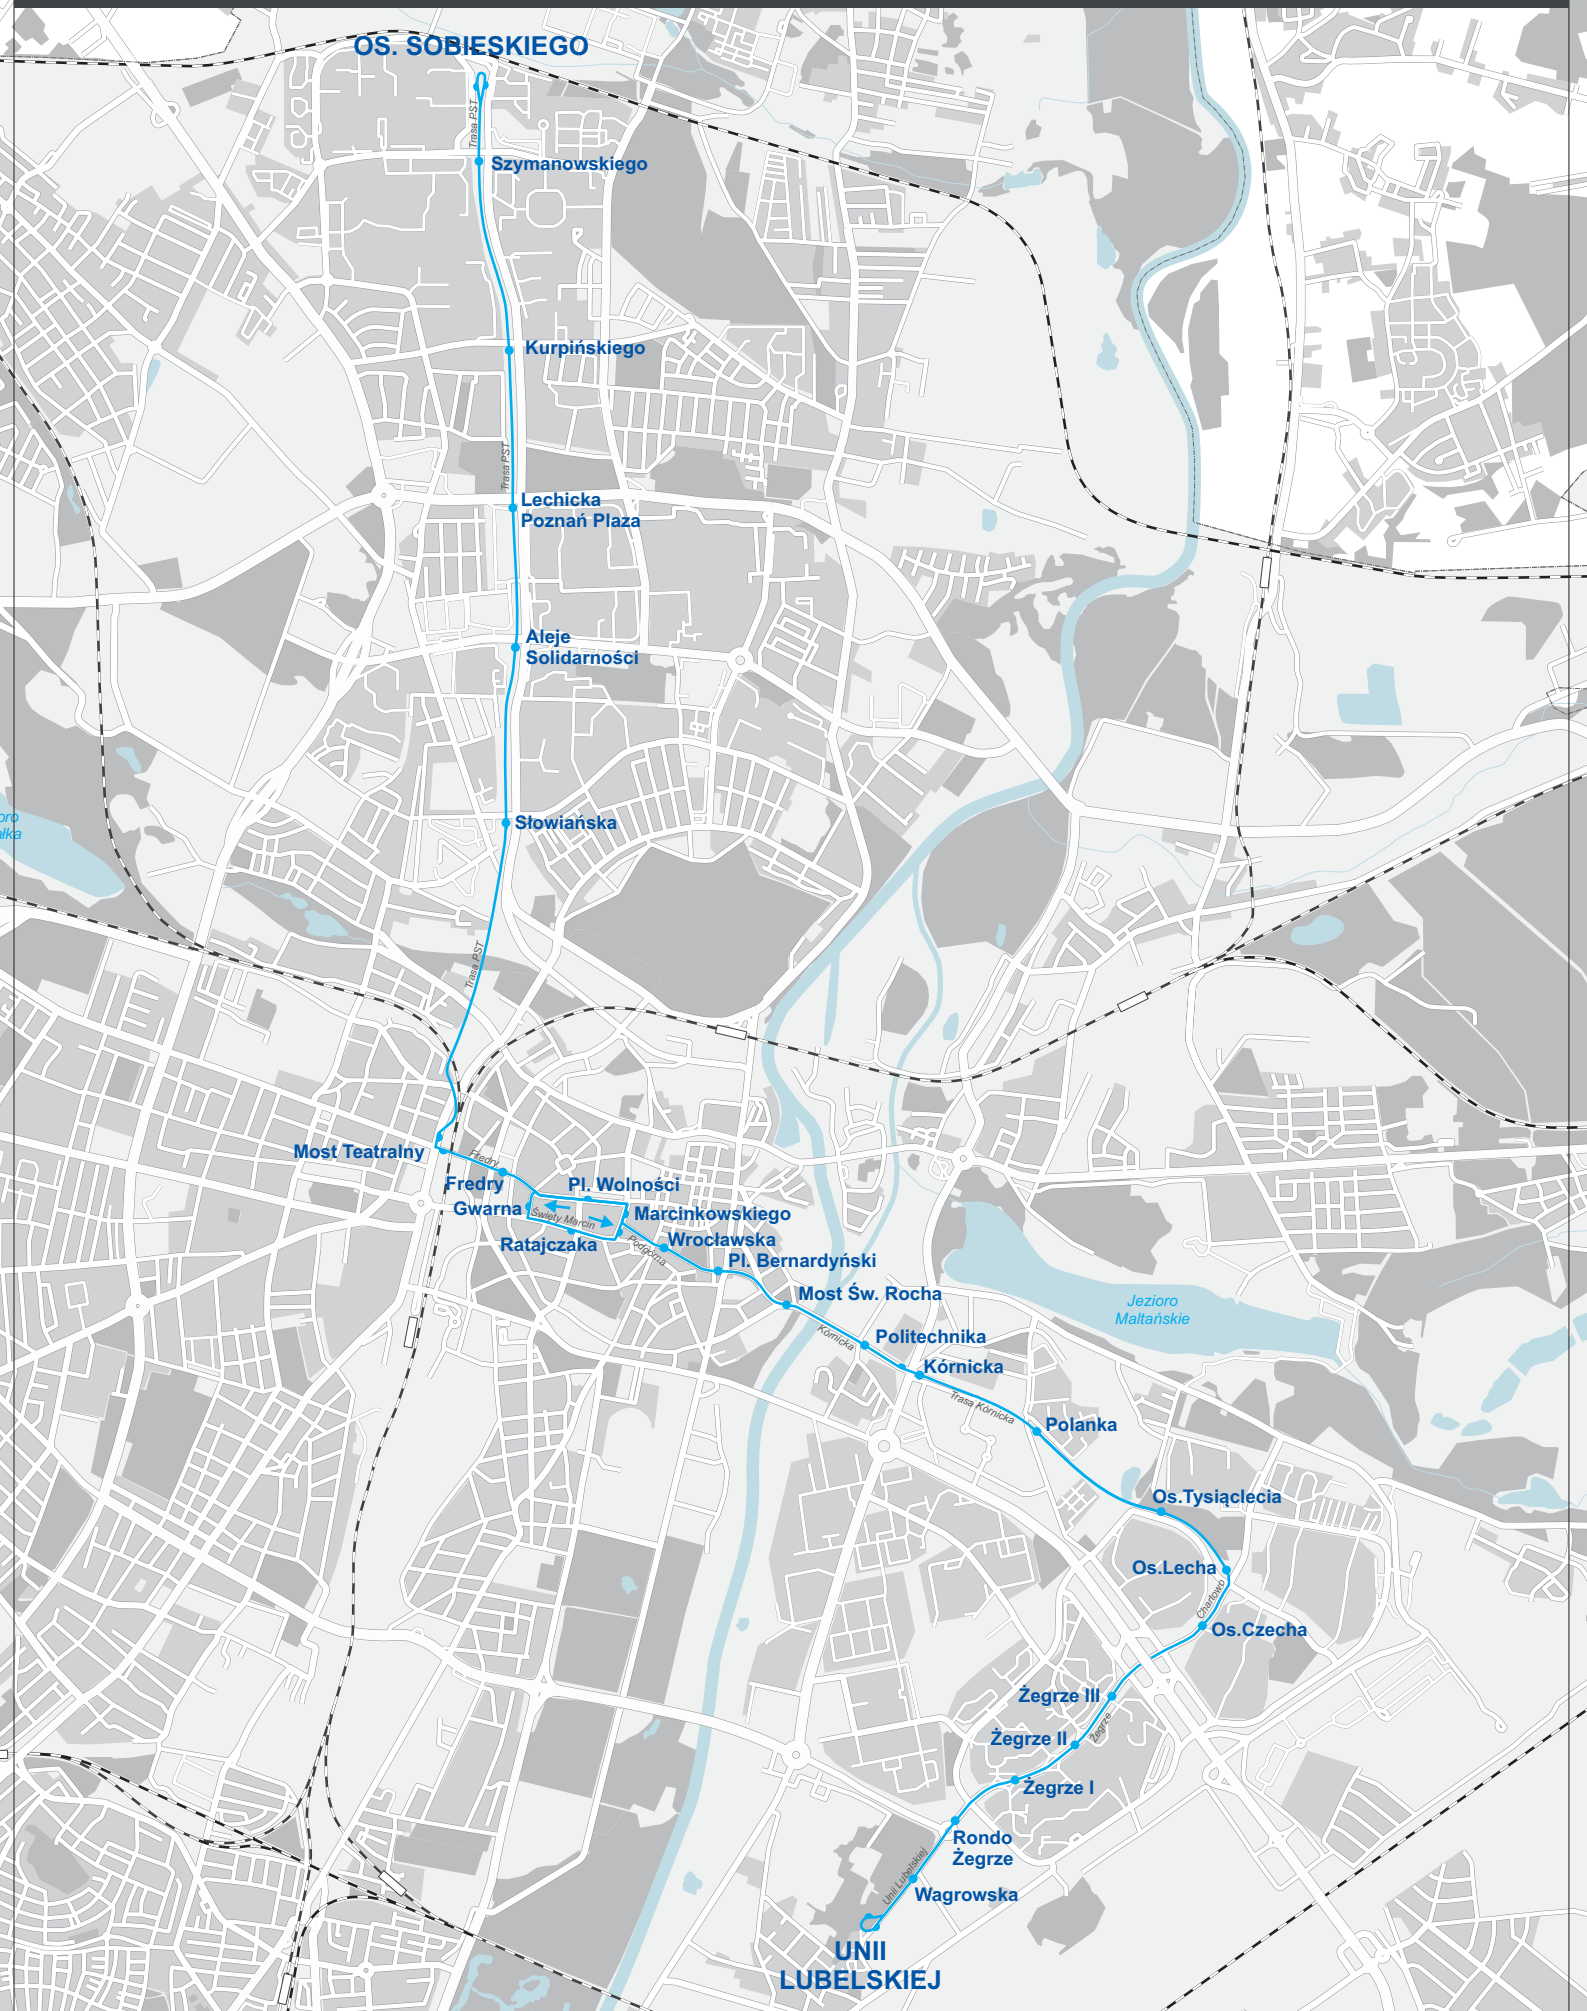 OS. SOBIESKIEGO
Trasa PST
Szymanowskiego
Kurpińskiego
Trasa PST
Lechicka
Poznań Plaza
Aleje
Solidarności
Słowiańska
Trasa PST
Most Teatralny
Fredry
Fredry
Pl. Wolności
Gwarna
Święty Marcin
Marcinkowskiego
Ratajczaka
Podgórna
Wrocławska
Pl. Bernardyński
Most Św. Rocha
Jezioro
Maltańskie
Kórnicka
Politechnika
Kórnicka
Trasa Kórnicka
Polanka
Os.Tysiąclecia
Os.Lecha
Chartowo
Os.Czecha
Żegrze III
Żegrze
Żegrze II
Żegrze I
Rondo
Żegrze
Unii Lubelskiej
Wagrowska
UNII
LUBELSKIEJ